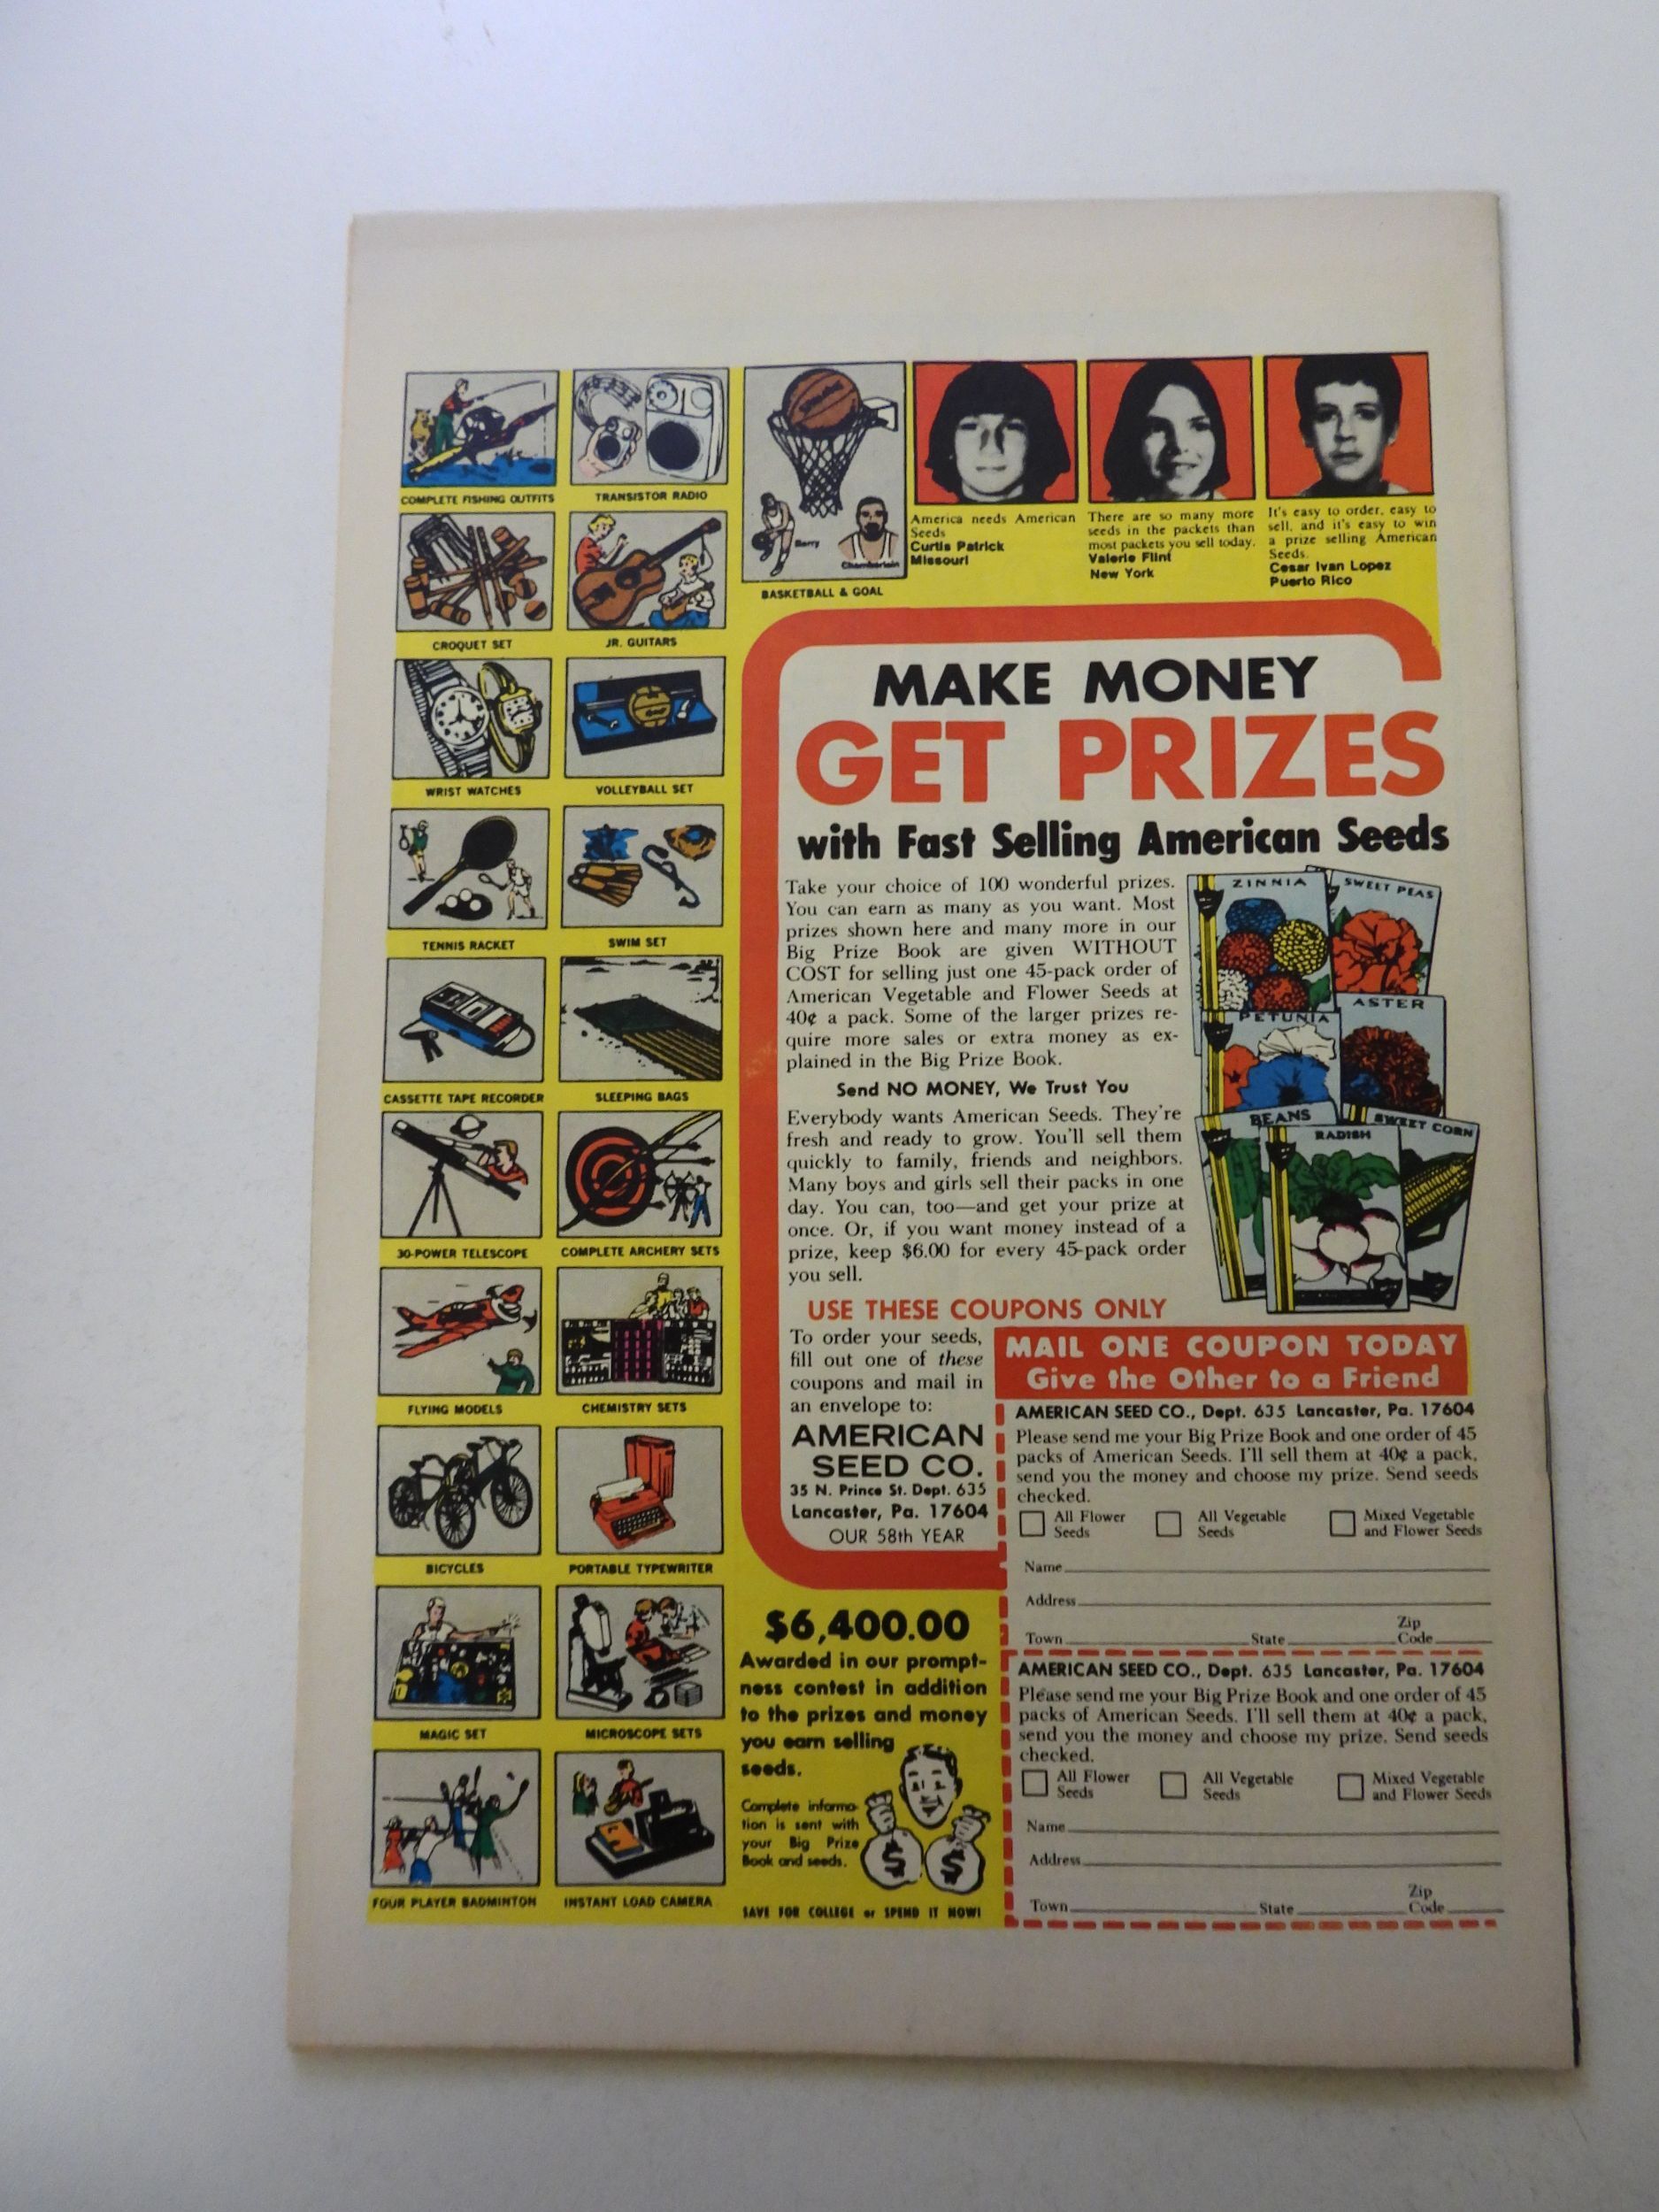 COMPLETE FISHING OUTFITS
TRANSISTOR RADIO
CROQUET SET
JR. GUITARS
WRIST WATCHES
VOLLEYBALL SET
TENNIS RACKET
SWIM SET
CASSETTE TAPE RECORDER
SLEEPING BAGS
30-POWER TELESCOPE
COMPLETE ARCHERY SETS
FLYING MODELS
CHEMISTRY SETS
BICYCLES
PORTABLE TYPEWRITER
MAGIC SET
MICROSCOPE SETS
FOUR PLAYER BADMINTON
INSTANT LOAD CAMERA
Barry
Chamberlain
BASKETBALL & GOAL
America needs American
Seeds
Curtis Patrick
Missouri
There are so many more
seeds in the packets than
most packets you sell today.
Valerie Flint
New York
It's easy to order, easy to
sell, and it's easy to win
a prize selling American
Seeds.
Cesar Ivan Lopez
Puerto Rico
MAKE MONEY
GET PRIZES
with Fast Selling American Seeds
Take your choice of 100 wonderful prizes.
You can earn as many as you want. Most
prizes shown here and many more in our
Big Prize Book are given WITHOUT
COST for selling just one 45-pack order of
American Vegetable and Flower Seeds at
40¢ a pack. Some of the larger prizes re-
quire more sales or extra money as ex-
plained in the Big Prize Book.
Send NO MONEY, We Trust You
Everybody wants American Seeds. They're
fresh and ready to grow. You'll sell them
quickly to family, friends and neighbors.
Many boys and girls sell their packs in one
day. You can, too—and get your prize at
once. Or, if you want money instead of a
prize, keep $6.00 for every 45-pack order
you sell.
ZINNIA
SWEET PEAS
ASTER
PETUNIA
BEANS
SWEET CORN
RADISH
USE THESE COUPONS ONLY
To order your seeds,
fill out one of these
coupons and mail in
an envelope to:
AMERICAN
SEED CO.
35 N. Prince St. Dept. 635
Lancaster, Pa. 17604
OUR 58th YEAR
$6,400.00
Awarded in our prompt-
ness contest in addition
to the prizes and money
you earn selling
seeds.
Complete informa-
tion is sent with
your Big Prize
Book and seeds.
$ $
SAVE FOR COLLEGE or SPEND IT NOW!
MAIL ONE COUPON TODAY
Give the Other to a Friend
AMERICAN SEED CO., Dept. 635 Lancaster, Pa. 17604
Please send me your Big Prize Book and one order of 45
packs of American Seeds. I'll sell them at 40¢ a pack,
send you the money and choose my prize. Send seeds
checked.
All Flower Seeds
All Vegetable Seeds
Mixed Vegetable and Flower Seeds
Name
Address
Town State Zip Code
AMERICAN SEED CO., Dept. 635 Lancaster, Pa. 17604
Please send me your Big Prize Book and one order of 45
packs of American Seeds. I'll sell them at 40¢ a pack,
send you the money and choose my prize. Send seeds
checked.
All Flower Seeds
All Vegetable Seeds
Mixed Vegetable and Flower Seeds
Name
Address
Town State Zip Code